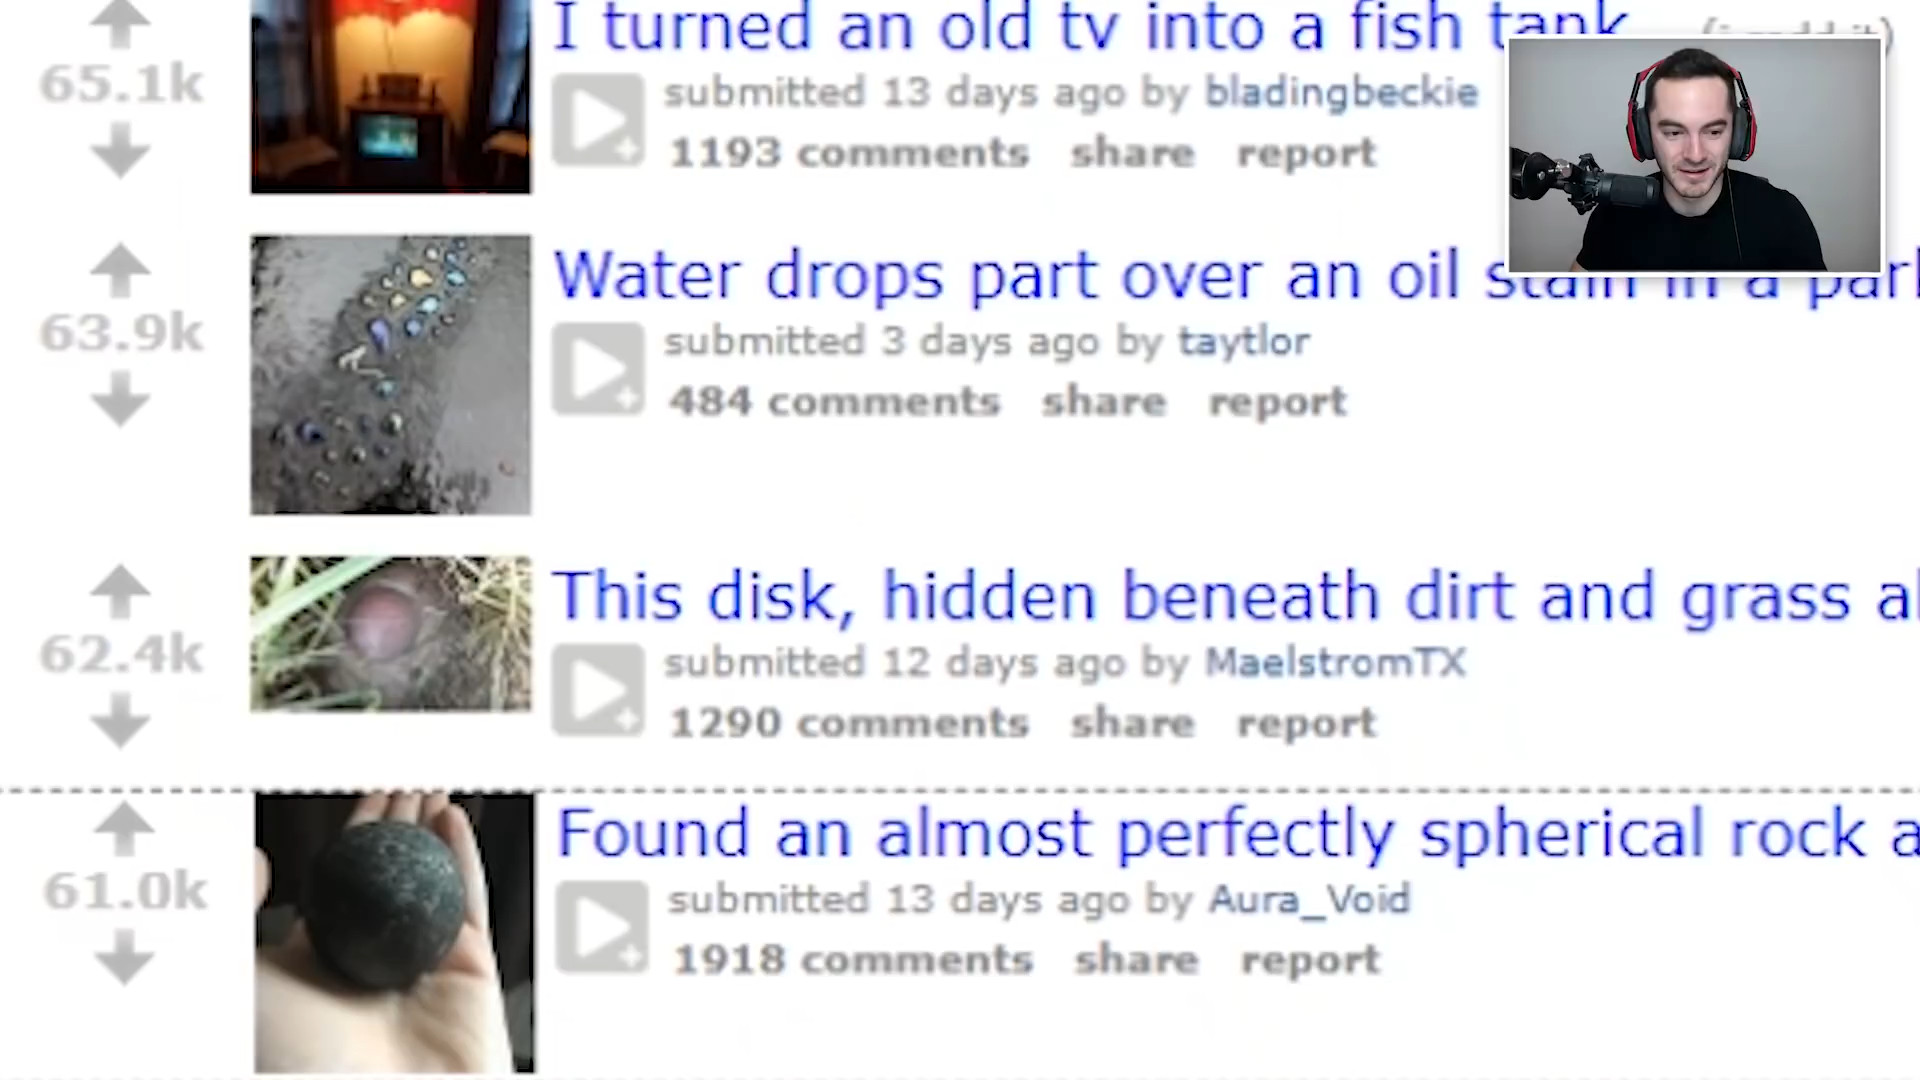 65.1k
I turned an old tv into a fish tank
submitted 13 days ago by bladingbeckie
1193 comments share report
63.9k
Water drops part over an oil stain in a
submitted 3 days ago by taytlor
484 comments share report
62.4k
This disk, hidden beneath dirt and grass
submitted 12 days ago by MaelstromTX
1290 comments share report
61.0k
Found an almost perfectly spherical rock
submitted 13 days ago by Aura_Void
1918 comments share report